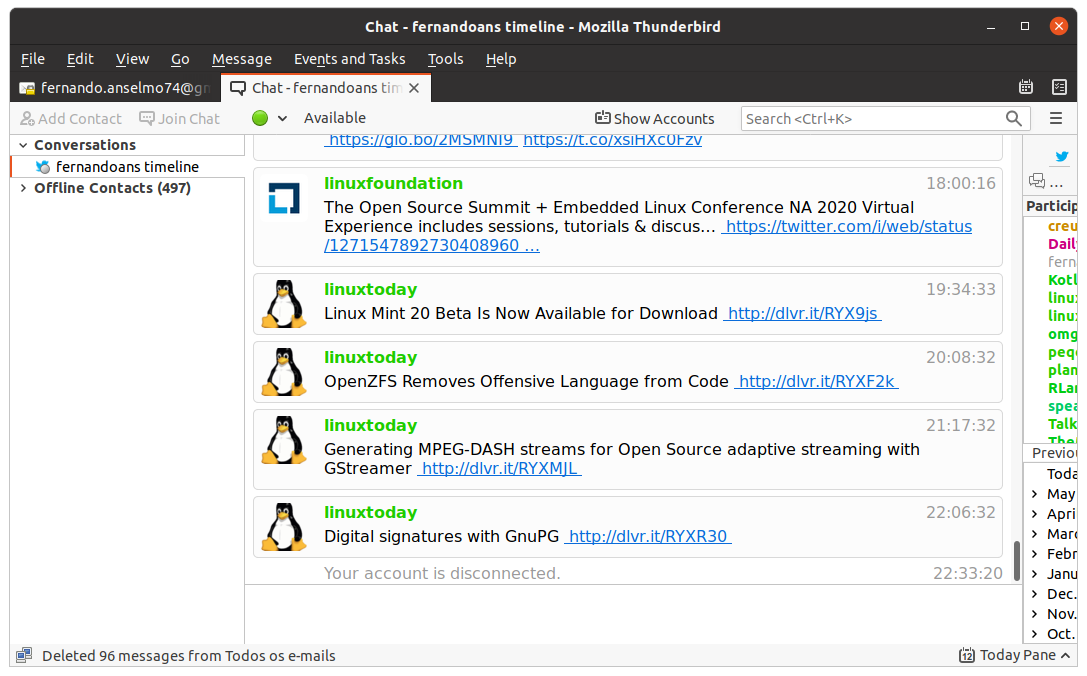 Chat - fernandoans timeline - Mozilla Thunderbird
File Edit View Go Message Events and Tasks Tools Help
fernando.anselmo74@gm
Chat - fernandoans tim
Add Contact Join Chat Available Show Accounts Search <Ctrl+K>
Conversations
fernandoans timeline
Offline Contacts (497)
https://glo.bo/2MSMNI9 https://t.co/xsiHXc0Fzv
linuxfoundation 18:00:16
The Open Source Summit + Embedded Linux Conference NA 2020 Virtual
Experience includes sessions, tutorials & discus… https://twitter.com/i/web/status
/1271547892730408960 …
linuxtoday 19:34:33
Linux Mint 20 Beta Is Now Available for Download http://dlvr.it/RYX9js
linuxtoday 20:08:32
OpenZFS Removes Offensive Language from Code http://dlvr.it/RYXF2k
linuxtoday 21:17:32
Generating MPEG-DASH streams for Open Source adaptive streaming with
GStreamer http://dlvr.it/RYXMJL
linuxtoday 22:06:32
Digital signatures with GnuPG http://dlvr.it/RYXR30
Your account is disconnected. 22:33:20
...
Particip
creu
Dail
fern
Kotl
linu
linu
omg
peq
plan
RLa
spea
Talk
The
Previou
Toda
May
April
Marc
Febr
Janu
Dec.
Nov.
Oct.
Deleted 96 messages from Todos os e-mails
12 Today Pane